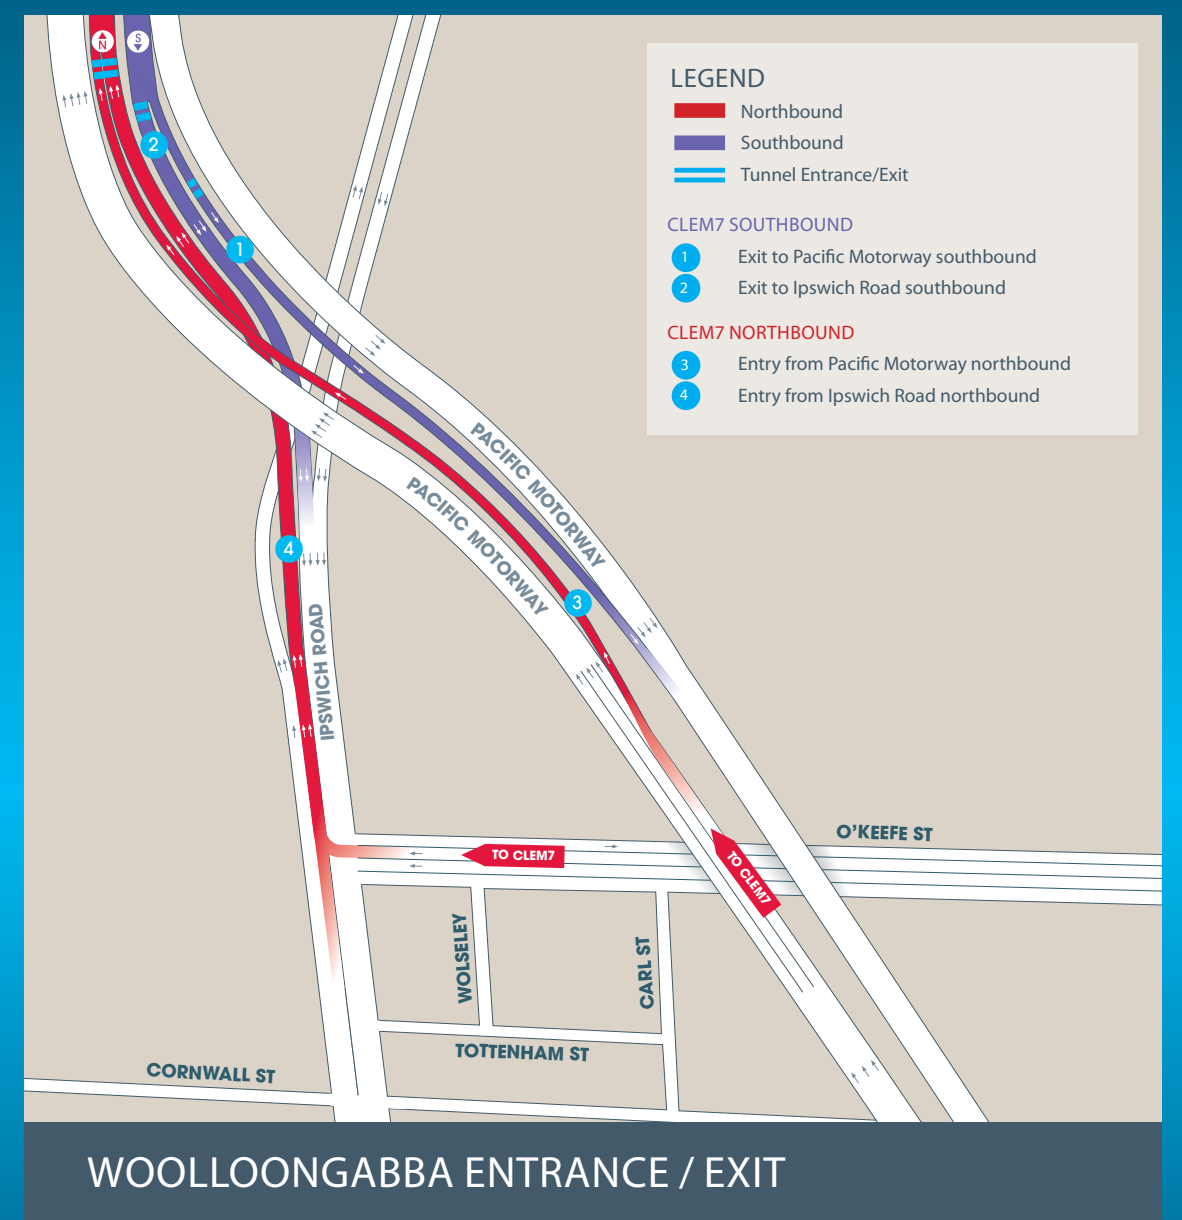 N
S
LEGEND
Northbound
Southbound
Tunnel Entrance/Exit
CLEM7 SOUTHBOUND
1 Exit to Pacific Motorway southbound
2 Exit to Ipswich Road southbound
CLEM7 NORTHBOUND
3 Entry from Pacific Motorway northbound
4 Entry from Ipswich Road northbound
2
1
PACIFIC MOTORWAY
PACIFIC MOTORWAY
4
3
IPSWICH ROAD
O'KEEFE ST
TO CLEM7
TO CLEM7
WOLSELEY
CARL ST
TOTTENHAM ST
CORNWALL ST
WOOLLOONGABBA ENTRANCE / EXIT